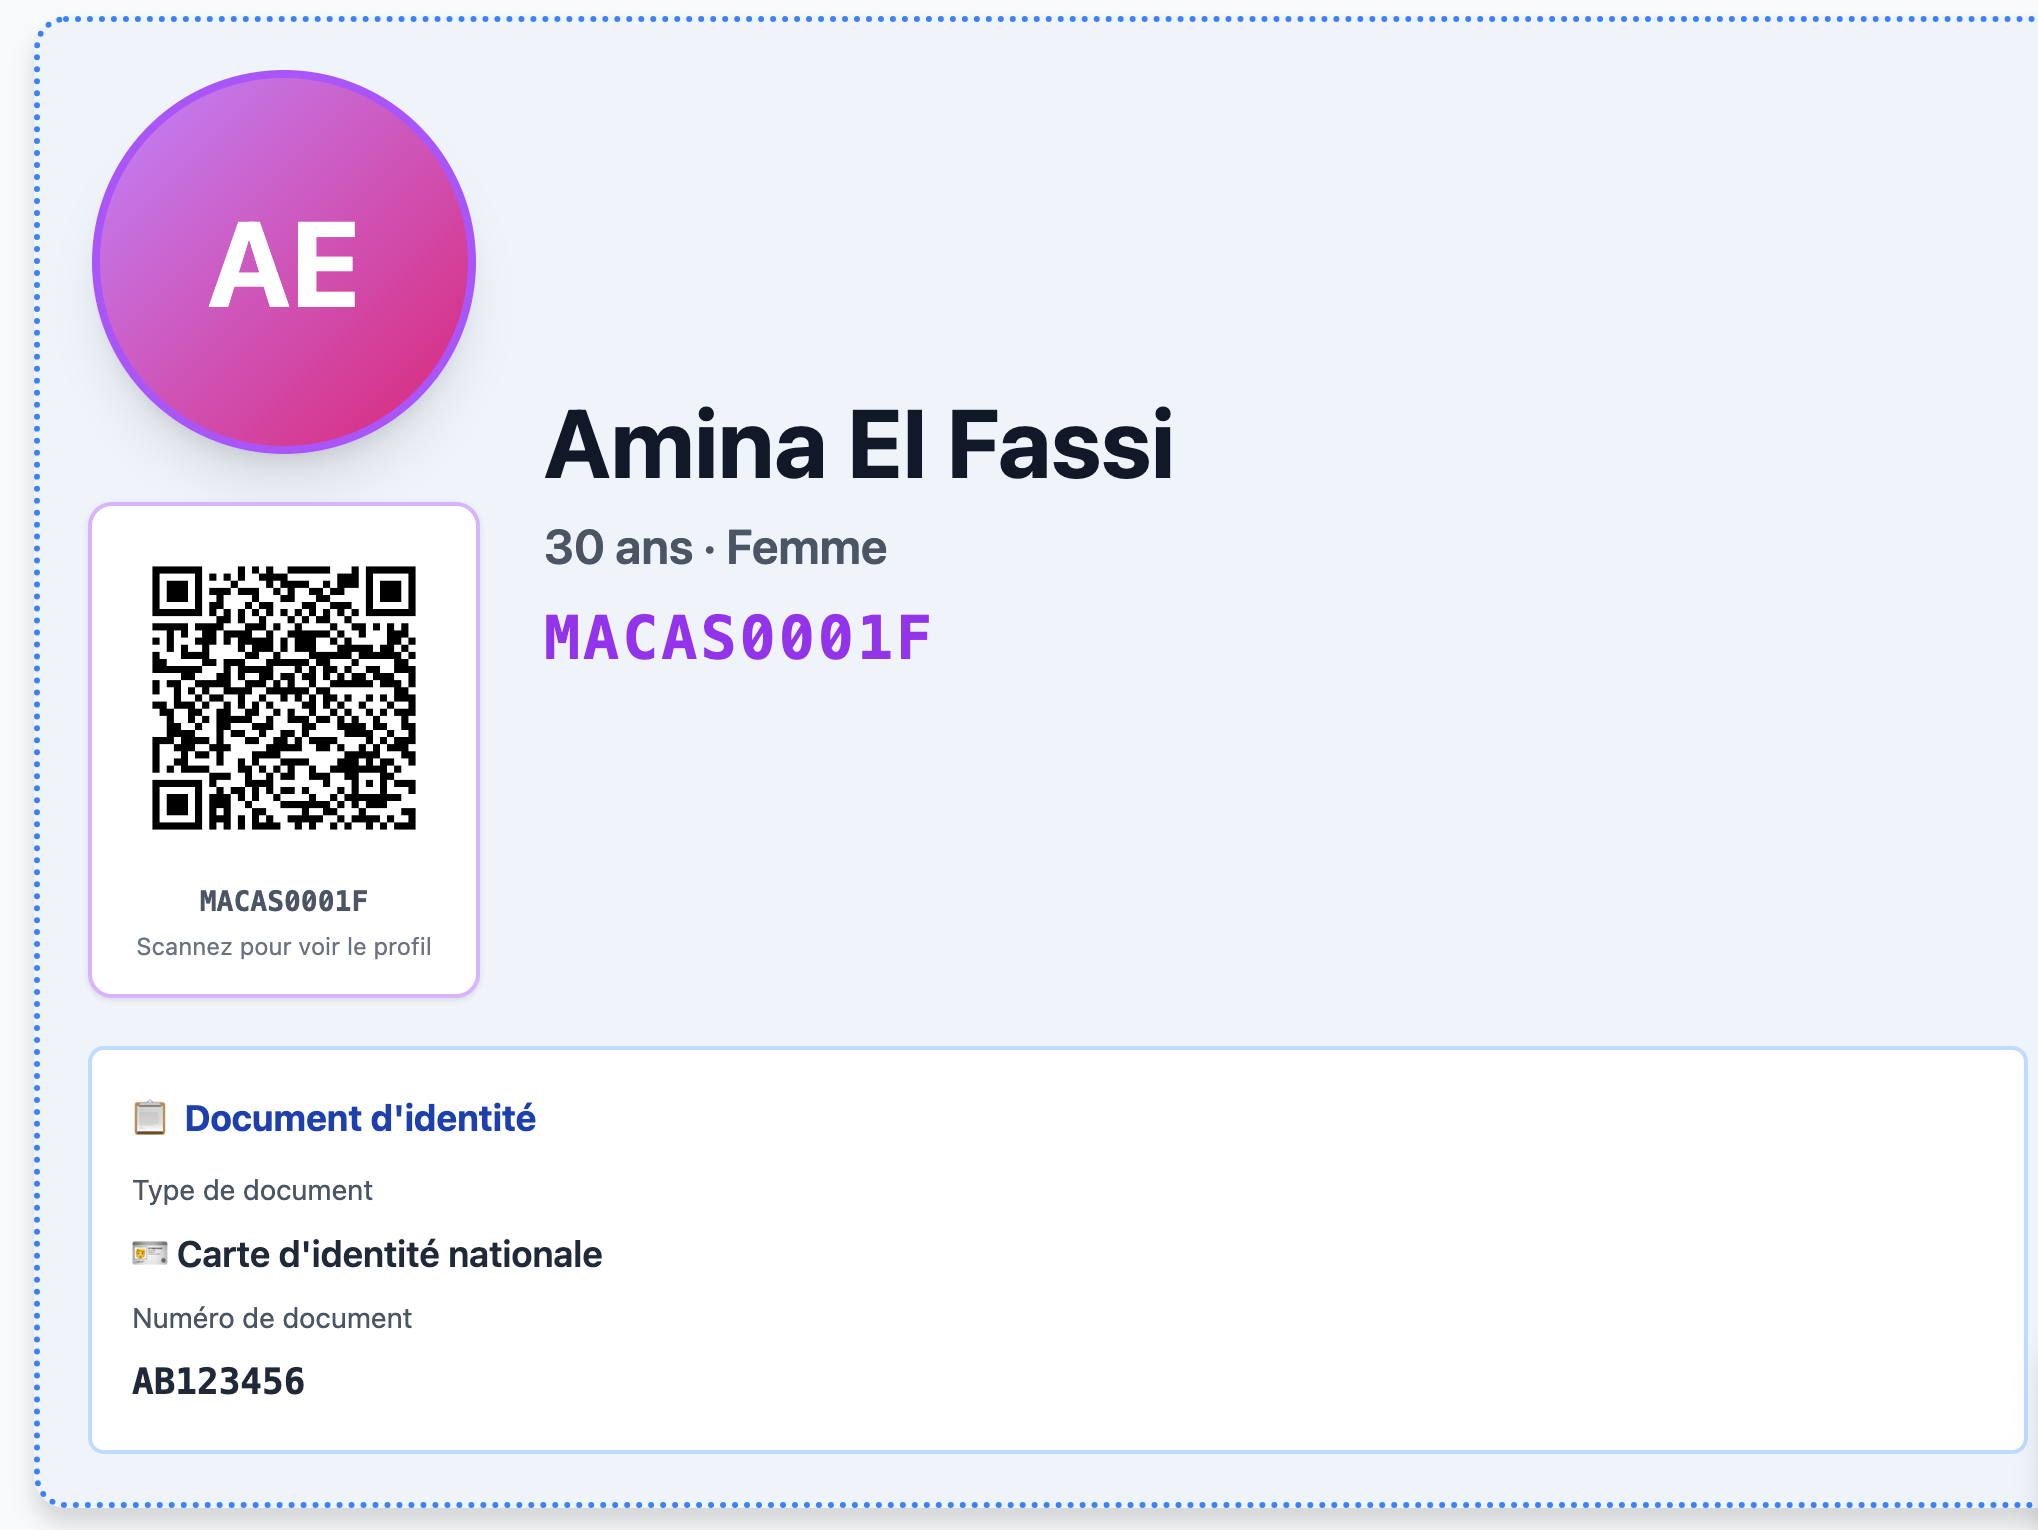 AE
Amina El Fassi
30 ans · Femme
MACAS0001F
MACAS0001F
Scannez pour voir le profil
Document d'identité
Type de document
Carte d'identité nationale
Numéro de document
AB123456